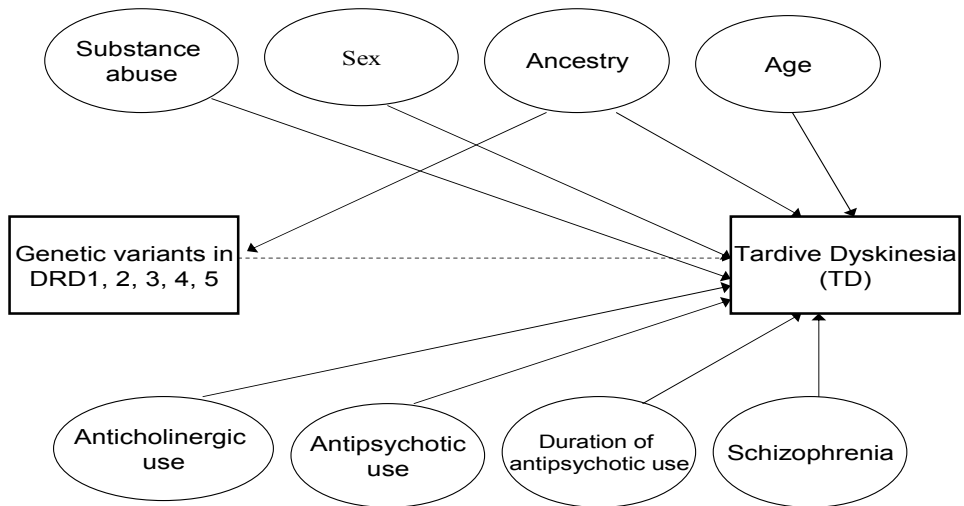 Substance
abuse
Sex
Ancestry
Age
Genetic variants in
DRD1, 2, 3, 4, 5
Tardive Dyskinesia
(TD)
Anticholinergic
use
Antipsychotic
use
Duration of
antipsychotic use
Schizophrenia